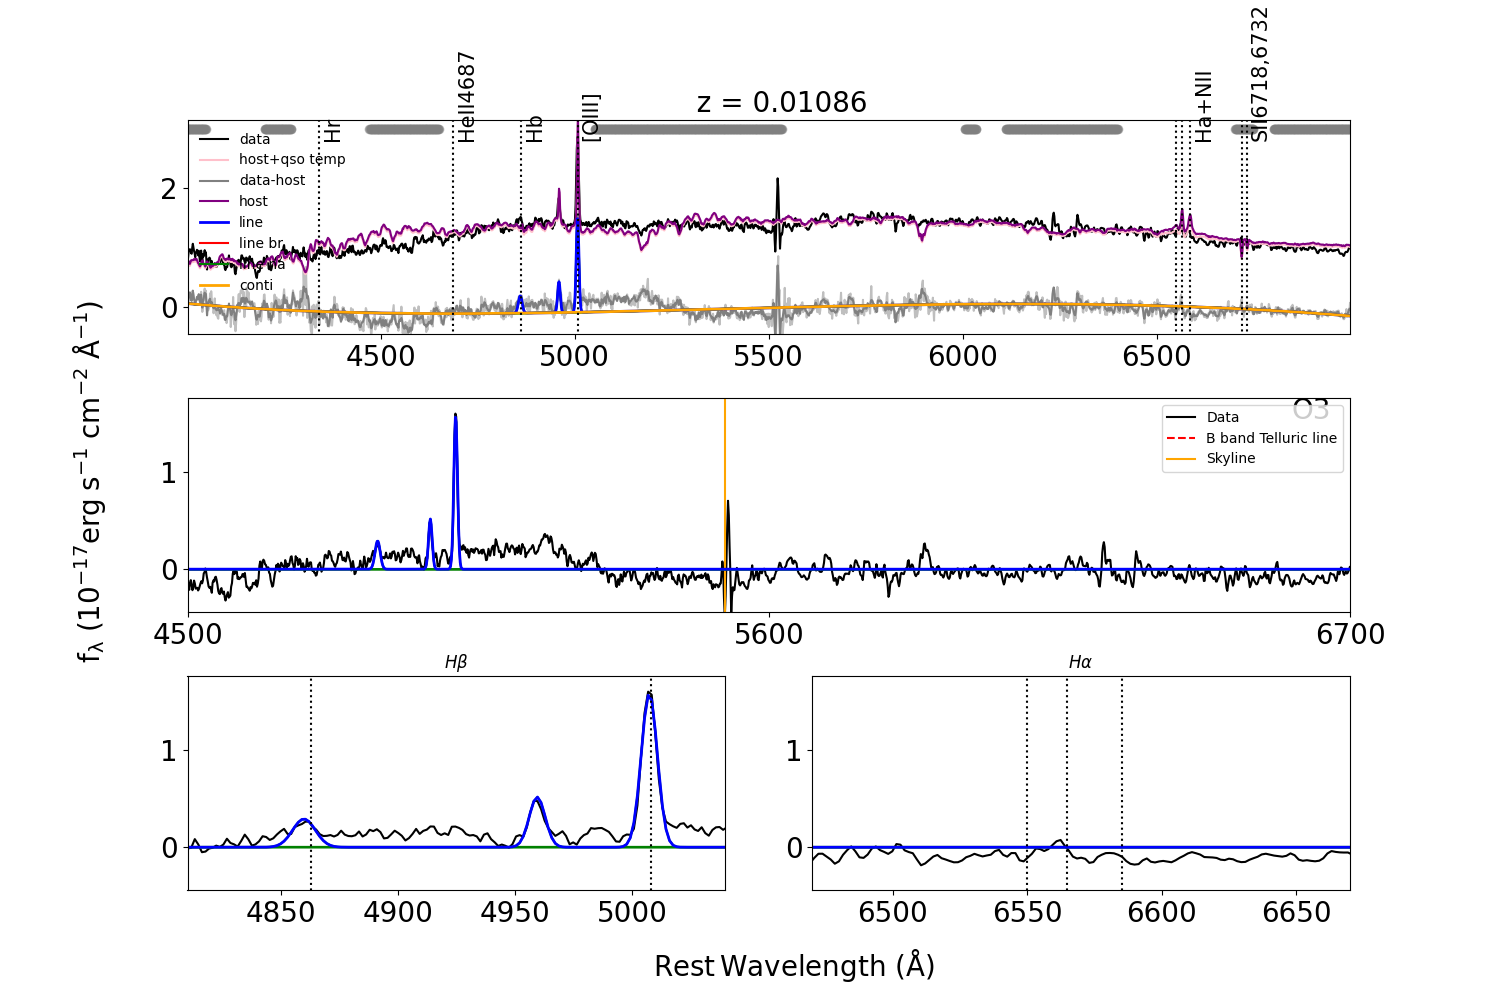 z = 0.01086
Hr
HeII4687
Hb
[OIII]
Ha+NII
SII6718,6732
data
host+qso temp
data-host
host
line
line br
conti
2
0
4500 5000 5500 6000 6500
O3
Data
B band Telluric line
Skyline
1
0
4500 5600 6700
fλ (10⁻¹⁷erg s⁻¹ cm⁻² Å⁻¹)
Hβ
1
0
4850 4900 4950 5000
Hα
1
0
6500 6550 6600 6650
Rest Wavelength (Å)